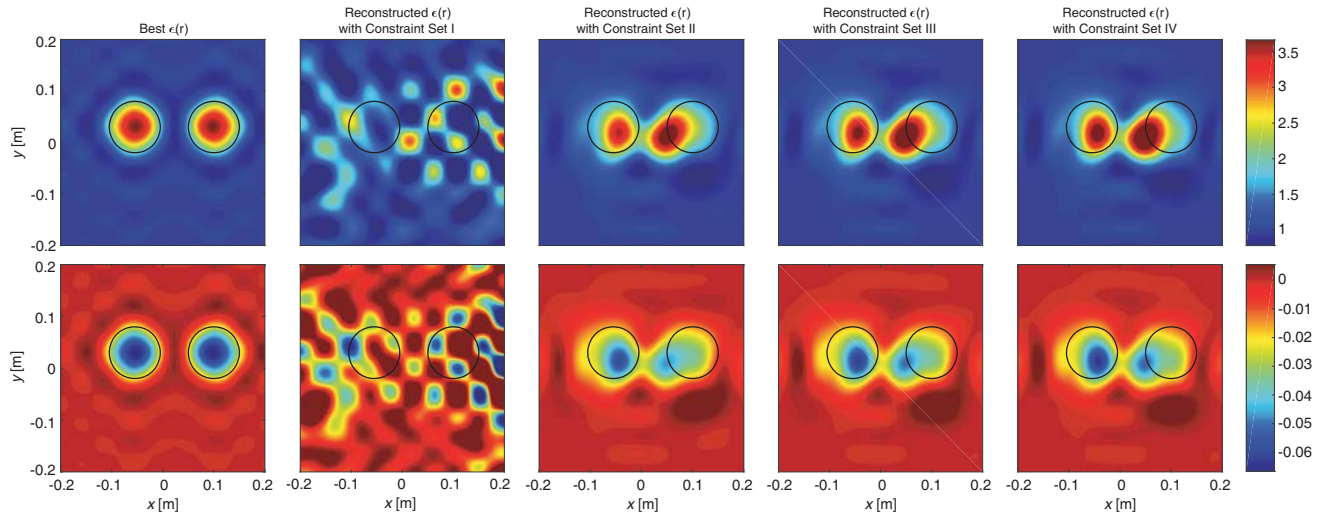 Best ϵ(r)
Reconstructed ϵ(r)
with Constraint Set I
Reconstructed ϵ(r)
with Constraint Set II
Reconstructed ϵ(r)
with Constraint Set III
Reconstructed ϵ(r)
with Constraint Set IV
0.2
0.1
0
-0.1
-0.2
y [m]
3.5
3
2.5
2
1.5
1
0.2
0.1
0
-0.1
-0.2
y [m]
0
-0.01
-0.02
-0.03
-0.04
-0.05
-0.06
-0.2 -0.1 0 0.1 0.2
x [m]
-0.2 -0.1 0 0.1 0.2
x [m]
-0.2 -0.1 0 0.1 0.2
x [m]
-0.2 -0.1 0 0.1 0.2
x [m]
-0.2 -0.1 0 0.1 0.2
x [m]